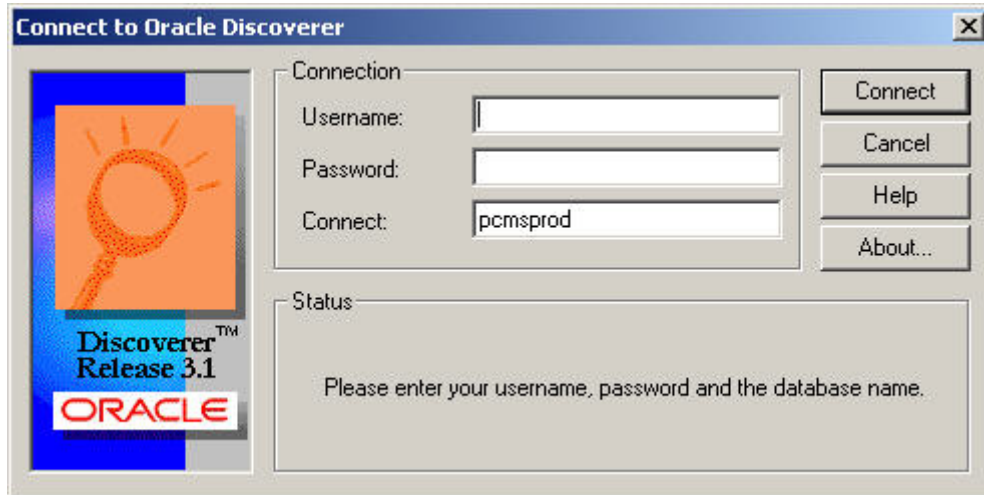 Connect to Oracle Discoverer
Connection
Username:
Password:
Connect: pcmsprod
Connect
Cancel
Help
About...
Discoverer™
Release 3.1
ORACLE
Status
Please enter your username, password and the database name.